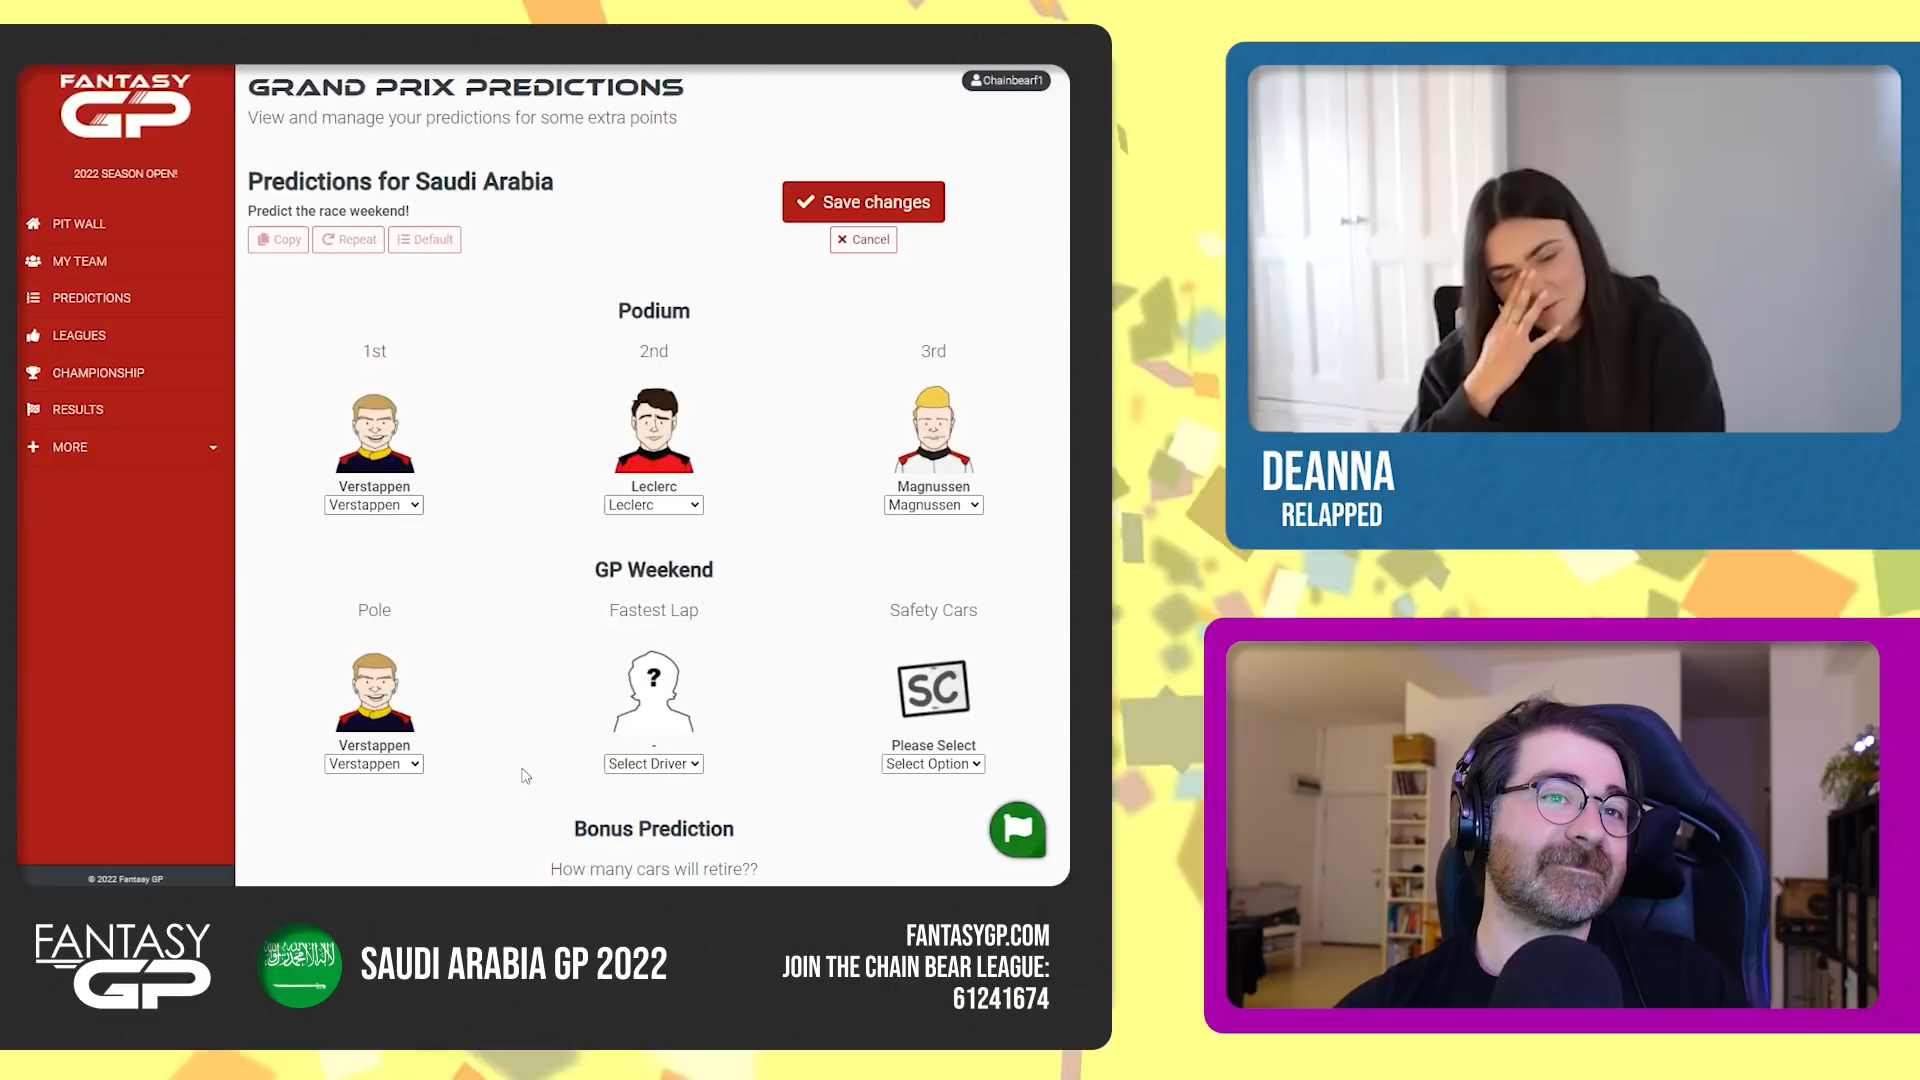 FANTASY
GP
2022 SEASON OPEN!
PIT WALL
MY TEAM
PREDICTIONS
LEAGUES
CHAMPIONSHIP
RESULTS
MORE
© 2022 Fantasy GP
GRAND PRIX PREDICTIONS
Chainbearf1
View and manage your predictions for some extra points
Predictions for Saudi Arabia
Predict the race weekend!
Copy
Repeat
Default
Save changes
Cancel
Podium
1st
2nd
3rd
Verstappen
Leclerc
Magnussen
Verstappen
Leclerc
Magnussen
GP Weekend
Pole
Fastest Lap
Safety Cars
?
SC
Verstappen
-
Please Select
Verstappen
Select Driver
Select Option
Bonus Prediction
How many cars will retire??
FANTASY
GP
SAUDI ARABIA GP 2022
FANTASYGP.COM
JOIN THE CHAIN BEAR LEAGUE:
61241674
DEANNA
RELAPPED